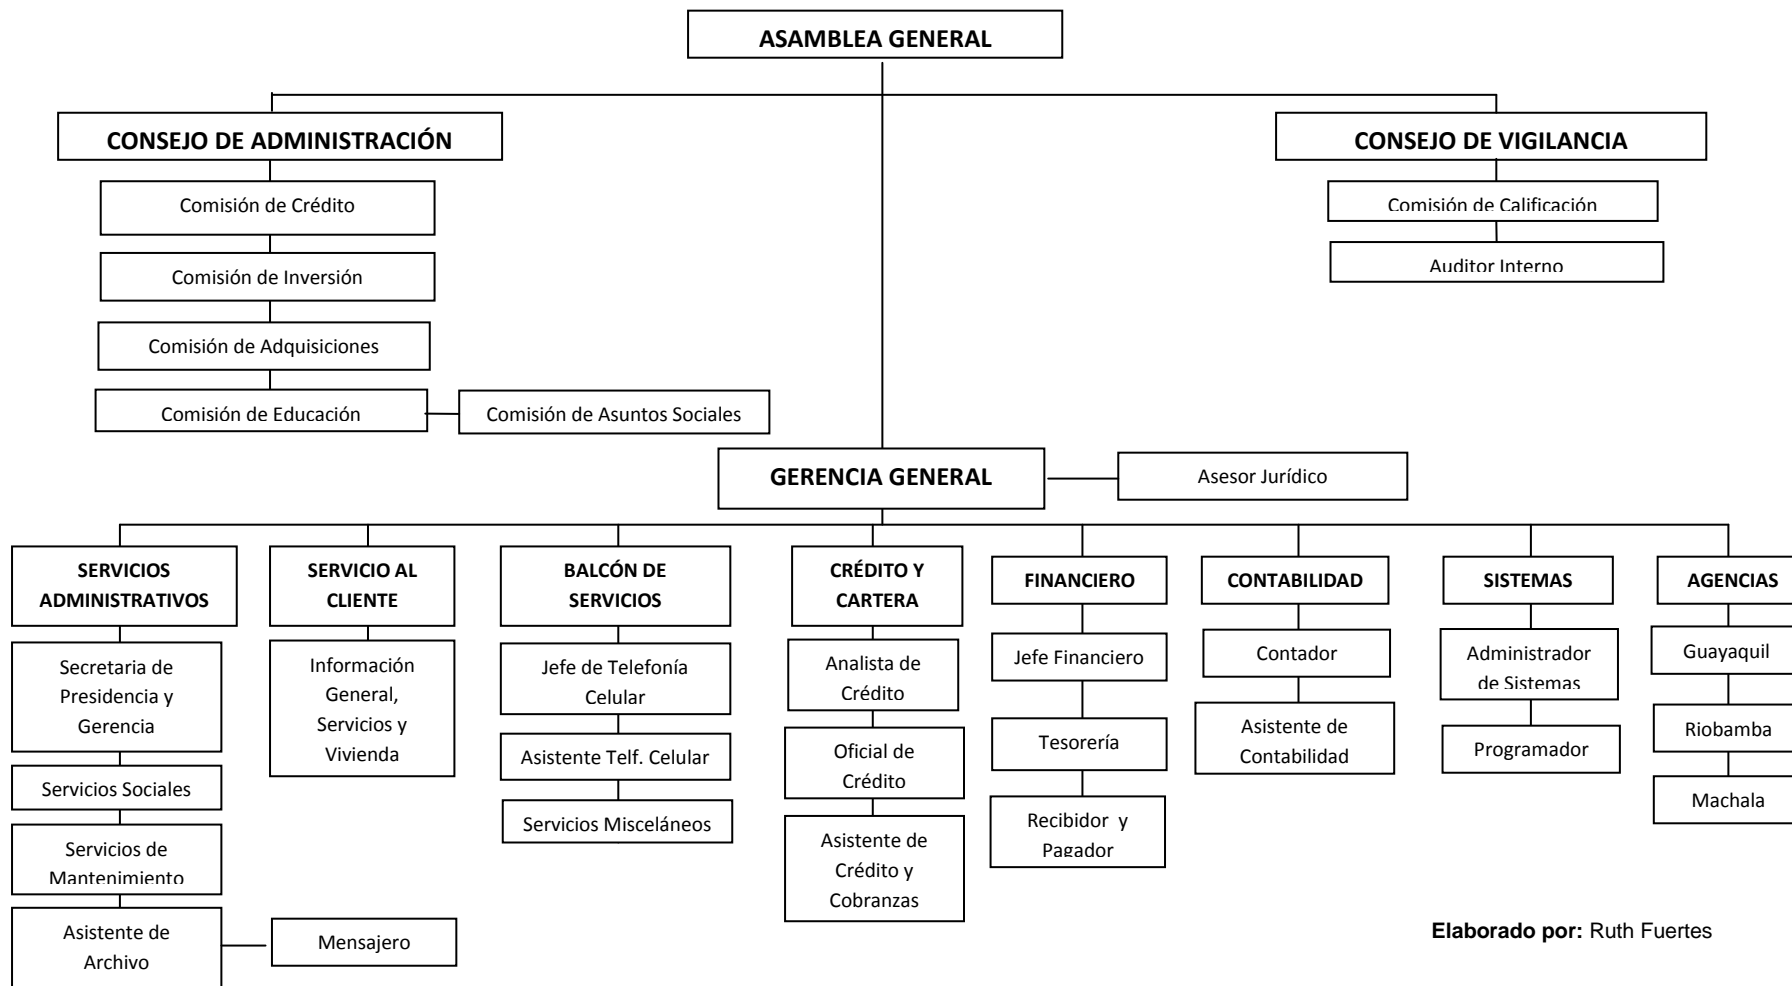 ASAMBLEA GENERAL
CONSEJO DE ADMINISTRACIÓN
CONSEJO DE VIGILANCIA
Comisión de Crédito
Comisión de Calificación
Comisión de Inversión
Auditor Interno
Comisión de Adquisiciones
Comisión de Educación
Comisión de Asuntos Sociales
GERENCIA GENERAL
Asesor Jurídico
SERVICIOS
ADMINISTRATIVOS
Secretaria de
Presidencia y
Gerencia
Servicios Sociales
Servicios de
Mantenimiento
Asistente de
Archivo
Mensajero
SERVICIO AL
CLIENTE
Información
General,
Servicios y
Vivienda
BALCÓN DE
SERVICIOS
Jefe de Telefonía
Celular
Asistente Telf. Celular
Servicios Misceláneos
CRÉDITO Y
CARTERA
Analista de
Crédito
Oficial de
Crédito
Asistente de
Crédito y
Cobranzas
FINANCIERO
Jefe Financiero
Tesorería
Recibidor y
Pagador
CONTABILIDAD
Contador
Asistente de
Contabilidad
SISTEMAS
Administrador
de Sistemas
Programador
AGENCIAS
Guayaquil
Riobamba
Machala
Elaborado por: Ruth Fuertes